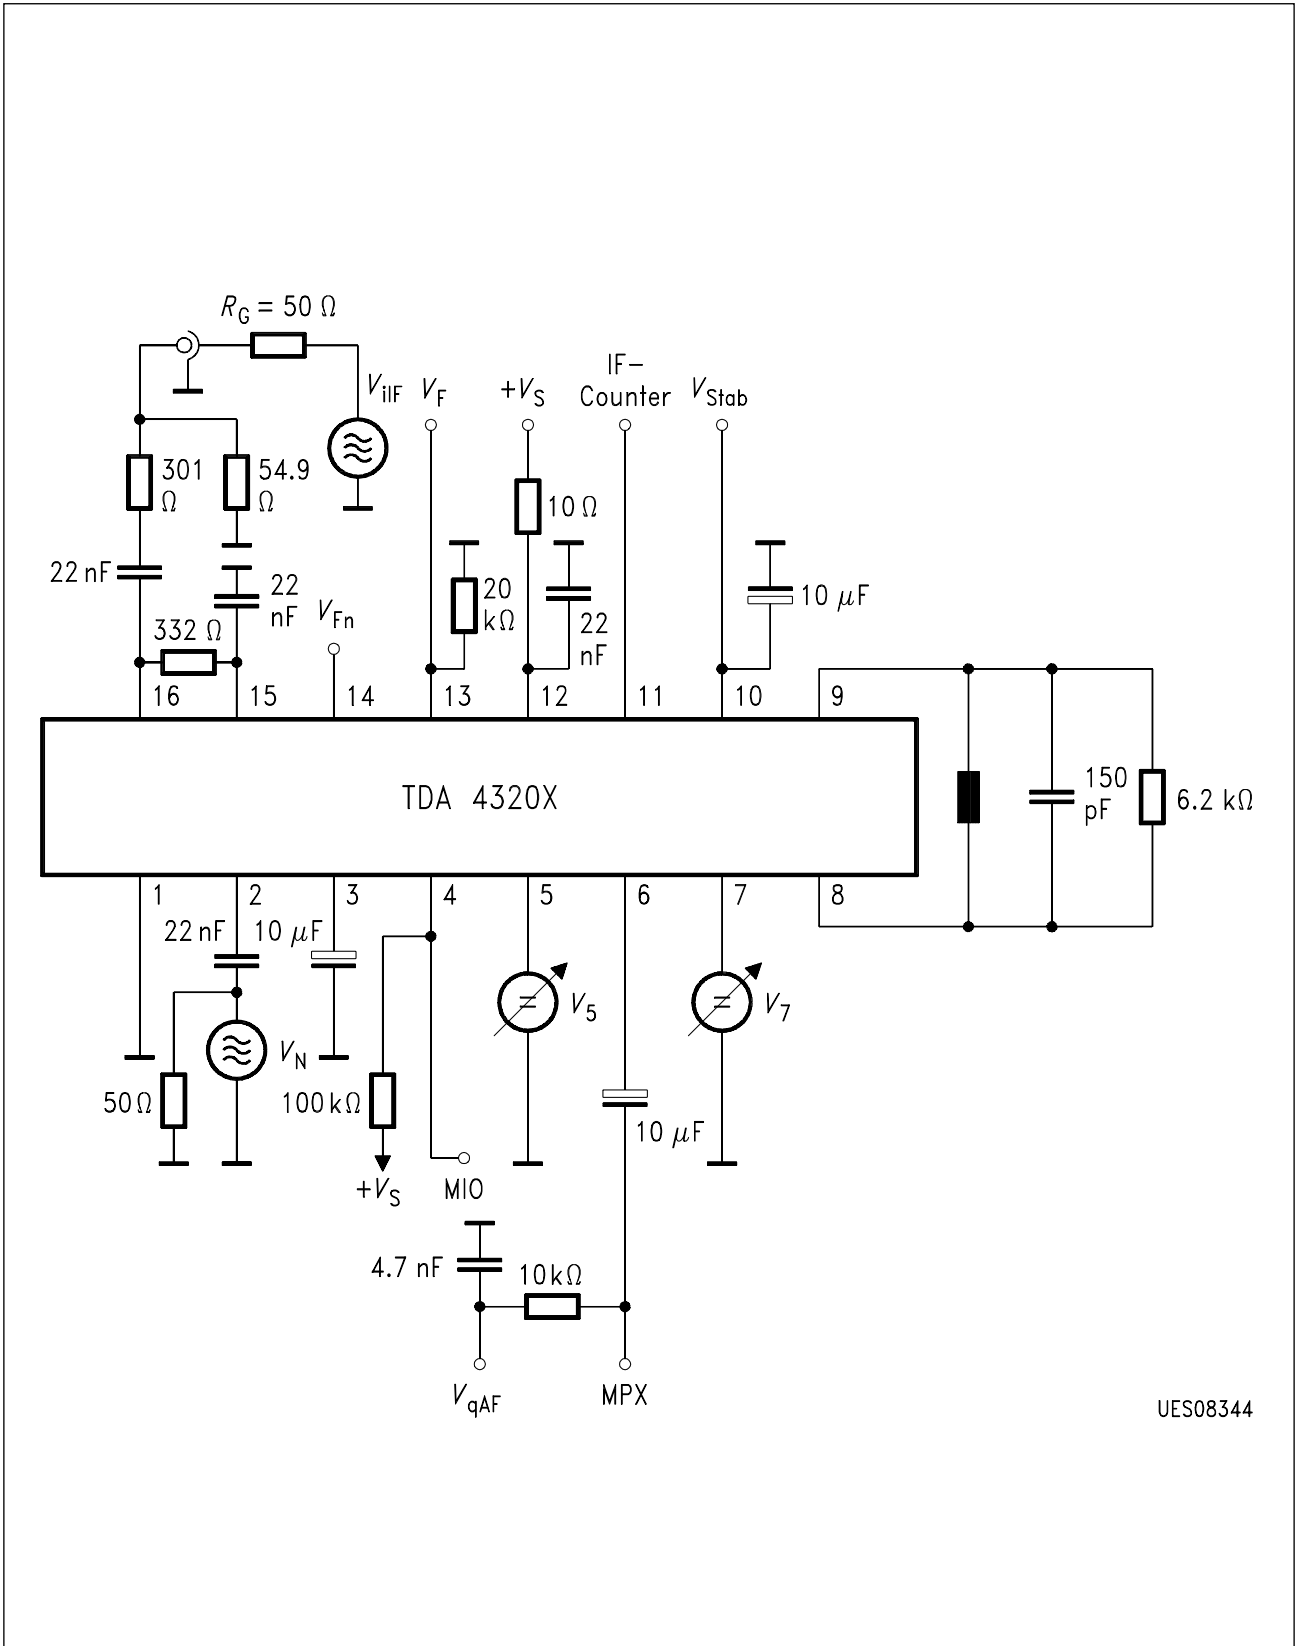 R_G = 50 Ω
V_iIF
V_F
+V_S
IF-
Counter
V_Stab
301
Ω
54.9
Ω
10 Ω
22 nF
22
nF
20
kΩ
22
nF
10 μF
332 Ω
V_Fn
16
15
14
13
12
11
10
9
TDA 4320X
150
pF
6.2 kΩ
1
2
3
4
5
6
7
8
22 nF
10 μF
V_5
V_7
V_N
50 Ω
100 kΩ
10 μF
+V_S
MIO
4.7 nF
10 kΩ
V_qAF
MPX
UES08344